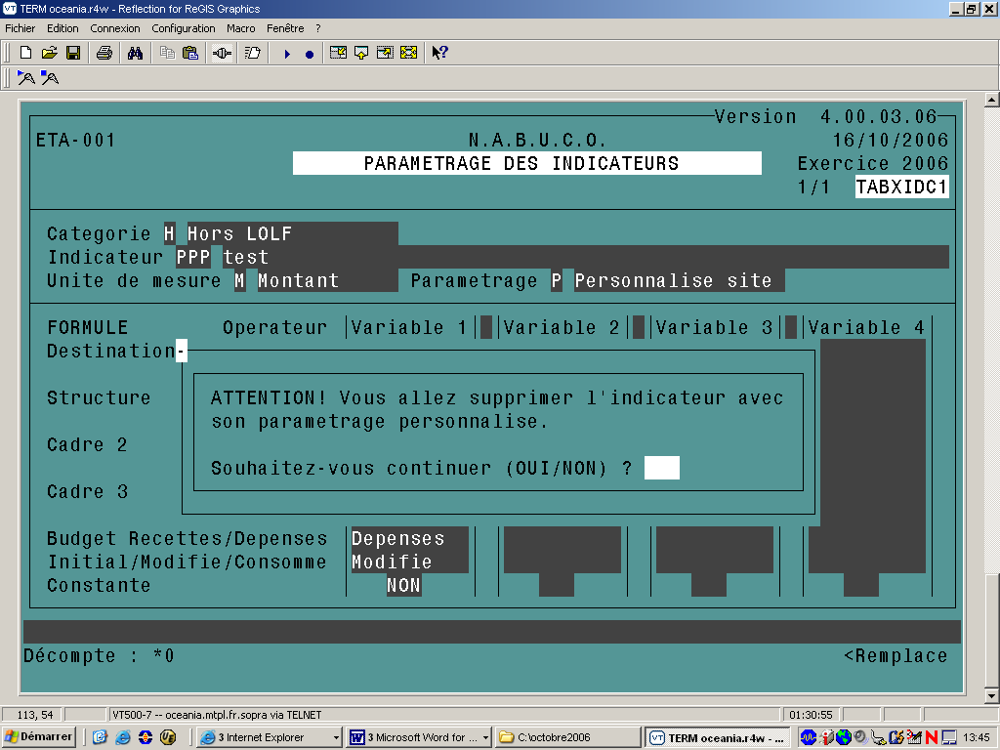 TERM oceania.r4w - Reflection for ReGIS Graphics
Fichier Edition Connexion Configuration Macro Fenêtre ?
Version 4.00.03.06
ETA-001 N.A.B.U.C.O. 16/10/2006
PARAMETRAGE DES INDICATEURS Exercice 2006
1/1 TABXIDC1
Categorie H Hors LOLF
Indicateur PPP test
Unite de mesure M Montant Parametrage P Personnalise site
FORMULE Operateur Variable 1 Variable 2 Variable 3 Variable 4
Destination-
ATTENTION! Vous allez supprimer l'indicateur avec
son parametrage personnalise.
Souhaitez-vous continuer (OUI/NON) ?
Structure
Cadre 2
Cadre 3
Budget Recettes/Depenses Depenses
Initial/Modifie/Consomme Modifie
Constante NON
Décompte : *0 <Remplace
113, 54 VT500-7 -- oceania.mtpl.fr.sopra via TELNET 01:30:55
Démarrer 3 Internet Explorer 3 Microsoft Word for ... C:\octobre2006 TERM oceania.r4w - ... 13:45